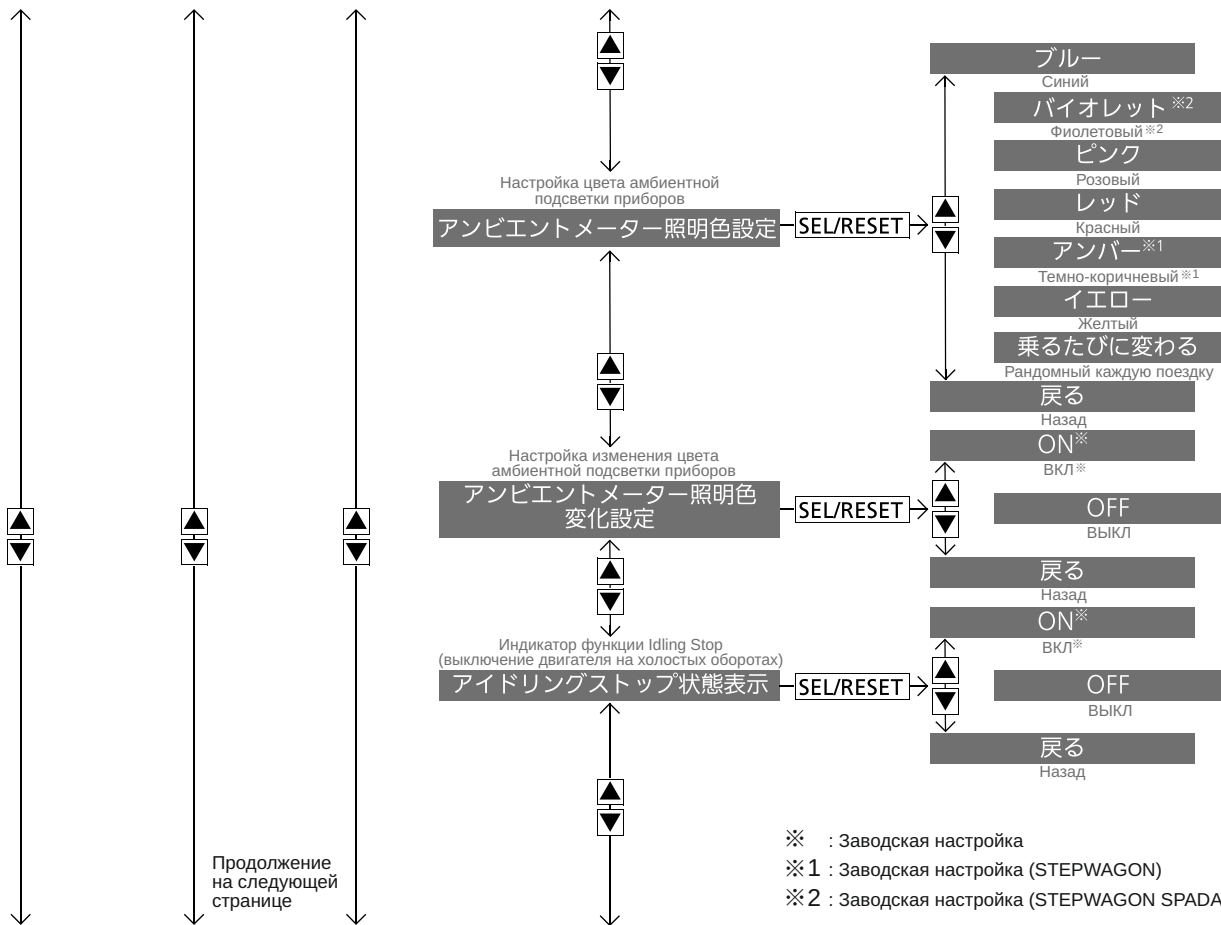 ブルー
Синий
バイオレット※2
Фиолетовый※2
ピンク
Розовый
レッド
Красный
アンバー※1
Темно-коричневый※1
イエロー
Желтый
乗るたびに変わる
Рандомный каждую поездку
戻る
Назад
Настройка цвета амбиентной
подсветки приборов
アンビエントメーター照明色設定
SEL/RESET
ON※
ВКЛ※
OFF
ВЫКЛ
戻る
Назад
Настройка изменения цвета
амбиентной подсветки приборов
アンビエントメーター照明色
変化設定
SEL/RESET
ON※
ВКЛ※
OFF
ВЫКЛ
戻る
Назад
Индикатор функции Idling Stop
(выключение двигателя на холостых оборотах)
アイドリングストップ状態表示
SEL/RESET
Продолжение
на следующей
странице
※ : Заводская настройка
※1 : Заводская настройка (STEPWAGON)
※2 : Заводская настройка (STEPWAGON SPADA